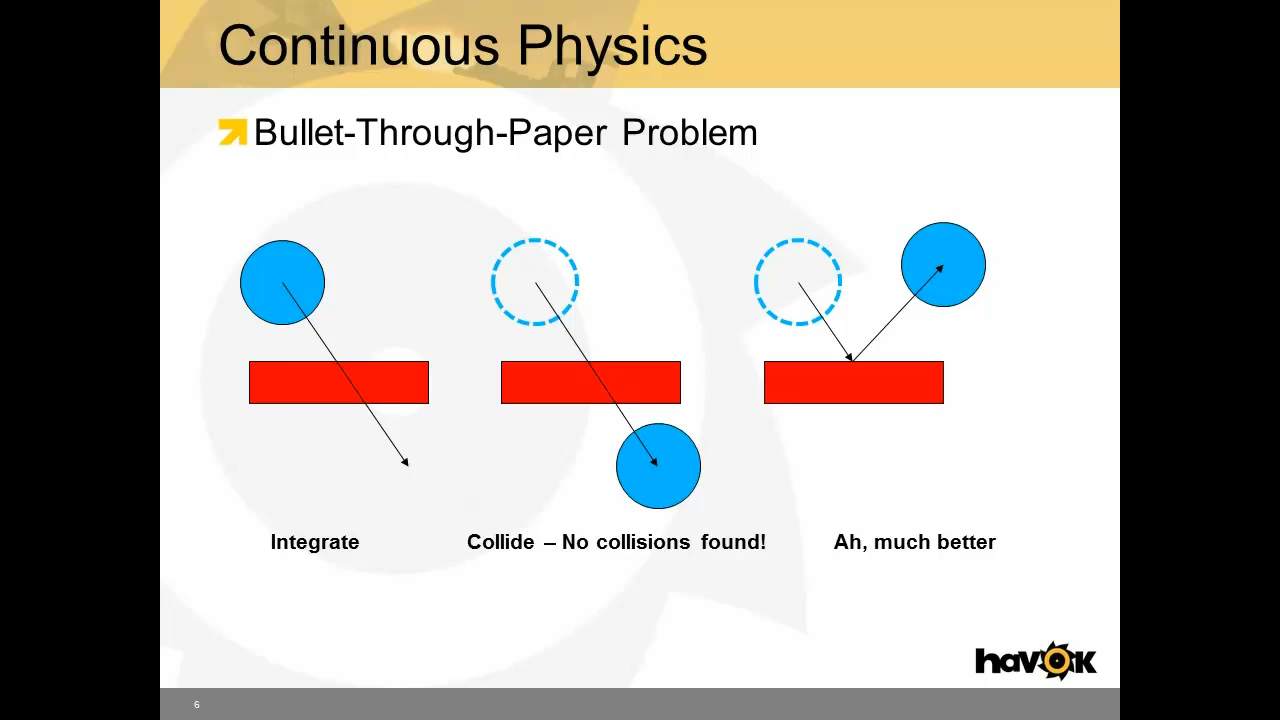 Continuous Physics
Bullet-Through-Paper Problem
Integrate
Collide – No collisions found!
Ah, much better
havok
6